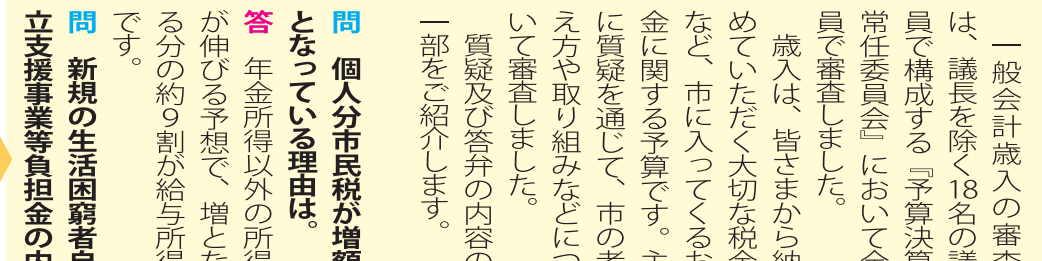 一般会計歳入の審査
は、議長を除く18名の議
員で構成する『予算決算
常任委員会』において全
員で審査しました。
歳入は、皆さまから納
めていただく大切な税金
など、市に入ってくるお
金に関する予算です。主
に質疑を通じて、市の考
え方や取り組みなどにつ
いて審査しました。
質疑及び答弁の内容の
一部をご紹介します。
問 個人分市民税が増額
となっている理由は。
答 年金所得以外の所得
が伸びる予想で、増とな
る分の約9割が給与所得
です。
問 新規の生活困窮者自
立支援事業等負担金の内